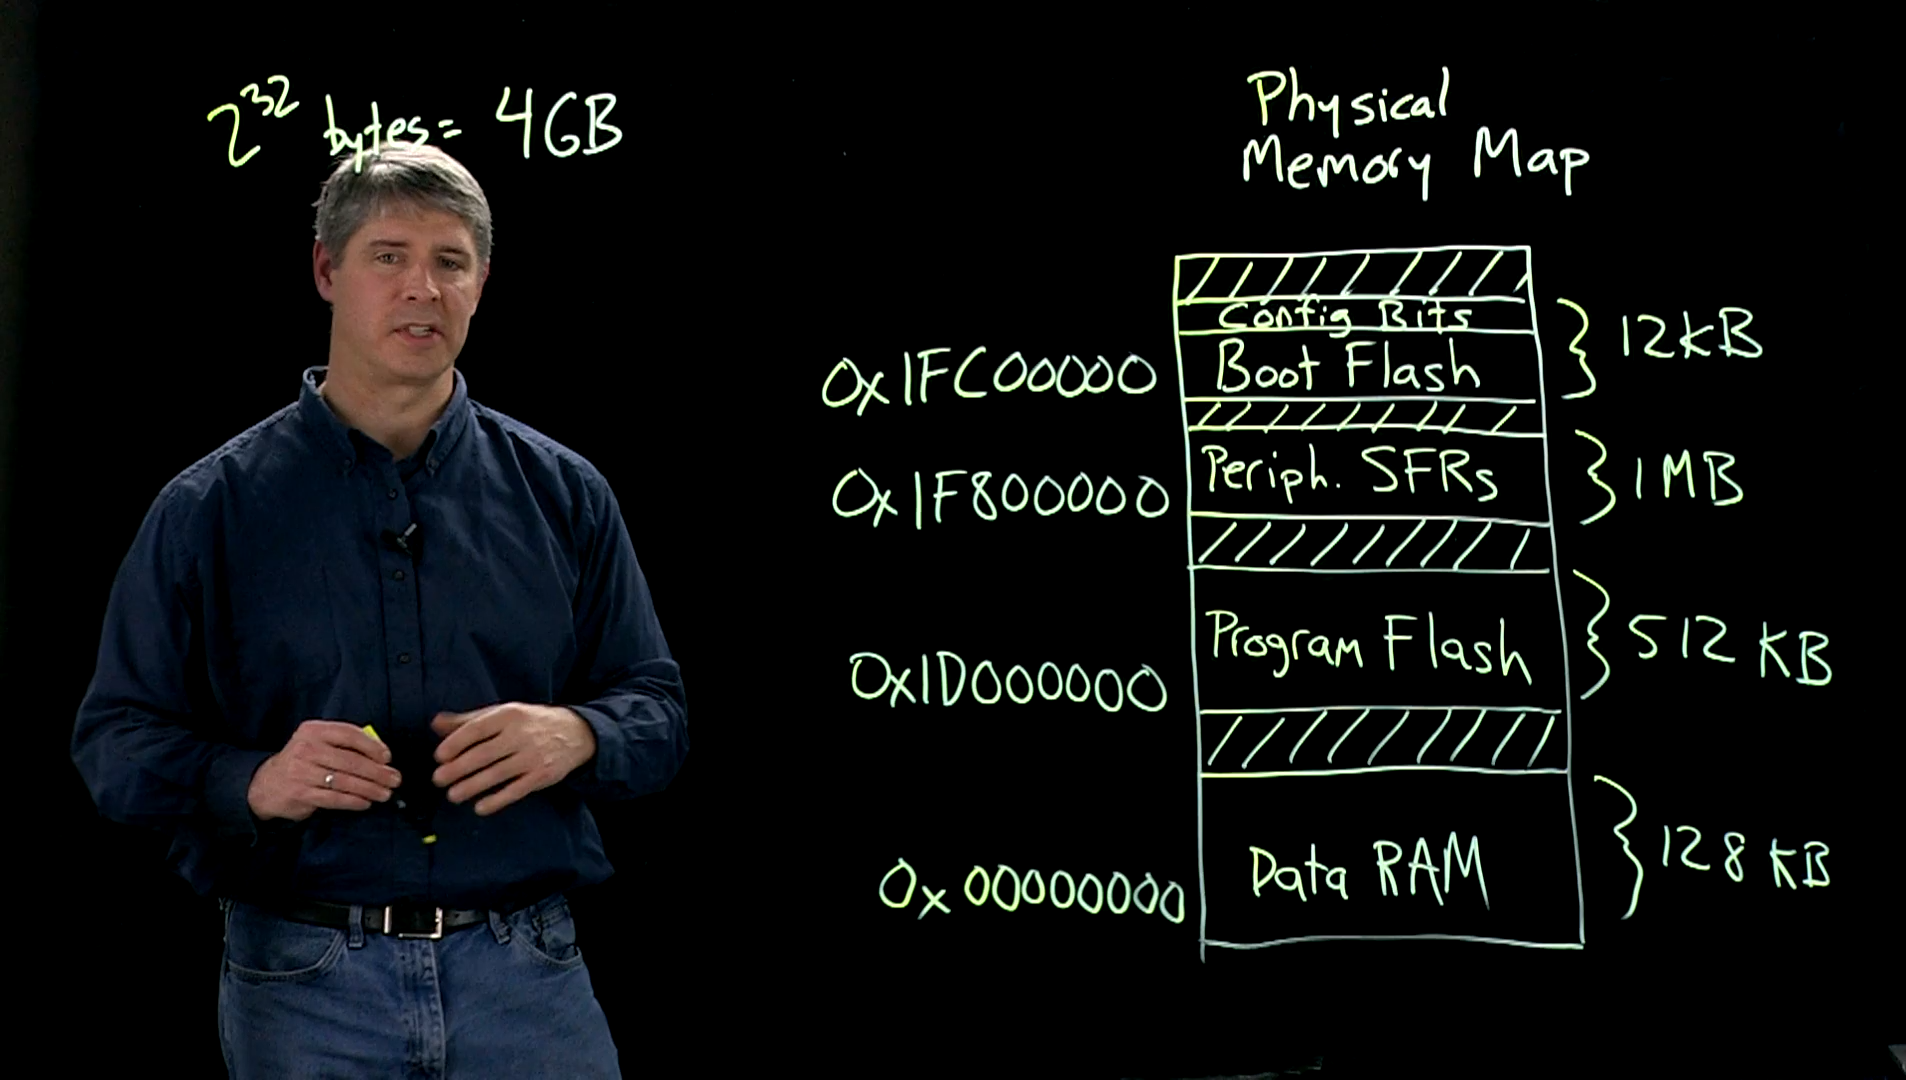 2^32 bytes = 4GB
Physical
Memory Map
Config Bits
12kB
0x1FC00000
Boot Flash
0x1F800000
Periph. SFRs
1MB
0x1D000000
Program Flash
512 KB
0x00000000
Data RAM
128 KB